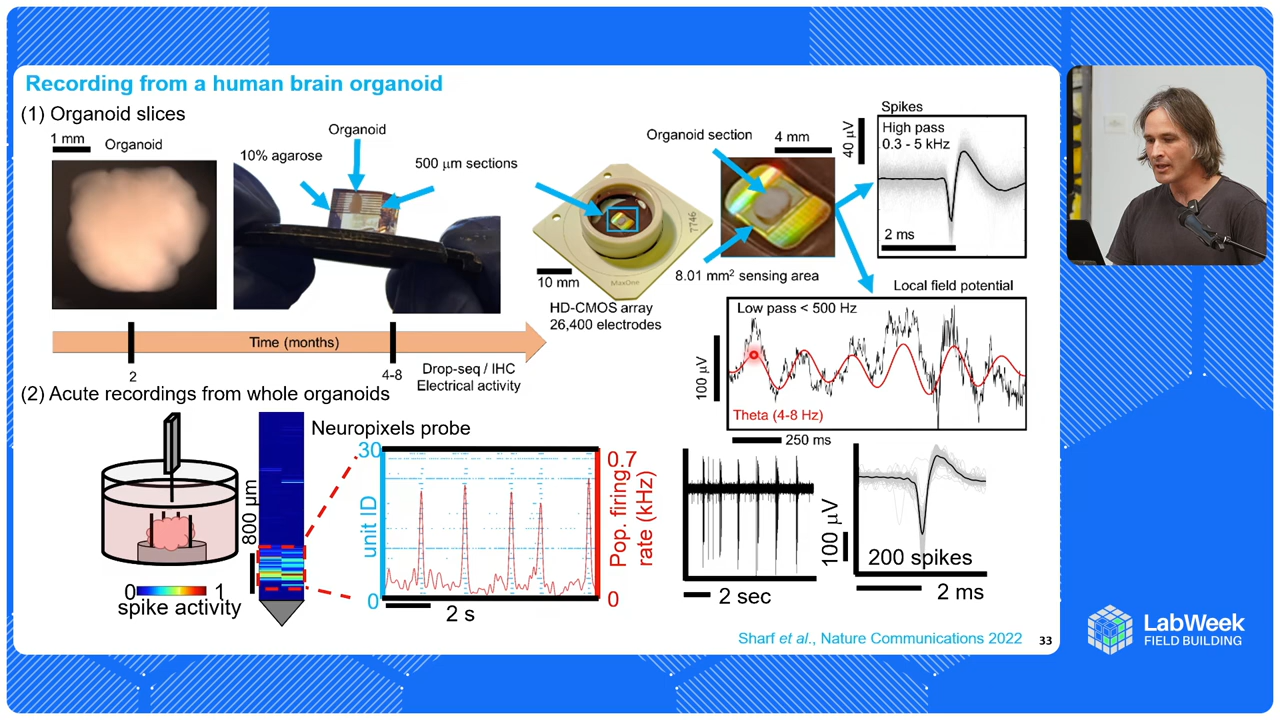 Recording from a human brain organoid
(1) Organoid slices
1 mm
Organoid
10% agarose
Organoid
500 µm sections
10 mm
7746
MaxOne
HD-CMOS array
26,400 electrodes
Organoid section
4 mm
8.01 mm² sensing area
Spikes
40 µV
High pass
0.3 - 5 kHz
2 ms
Local field potential
Low pass < 500 Hz
100 µV
Theta (4-8 Hz)
250 ms
Time (months)
2
4-8
Drop-seq / IHC
Electrical activity
(2) Acute recordings from whole organoids
Neuropixels probe
800 µm
0
1
spike activity
30
unit ID
0
2 s
0.7
Pop. firing
rate (kHz)
0
2 sec
100 µV
200 spikes
2 ms
Sharf et al., Nature Communications 2022
33
LabWeek
FIELD BUILDING